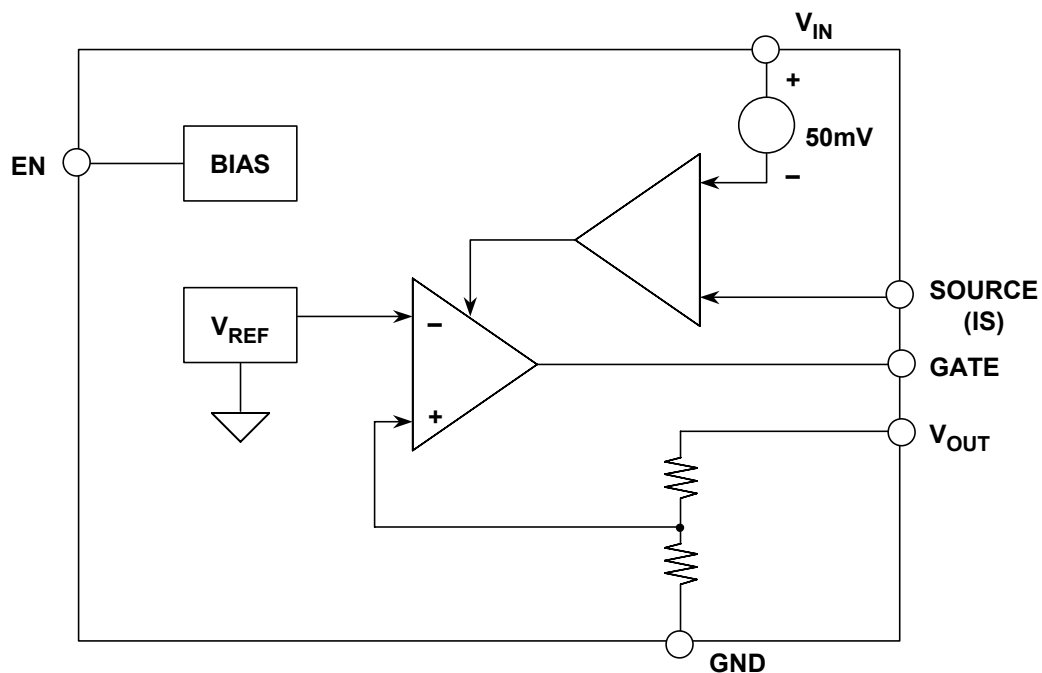 V_IN
+
50mV
–
EN
BIAS
SOURCE
(IS)
V_REF
–
GATE
+
V_OUT
GND